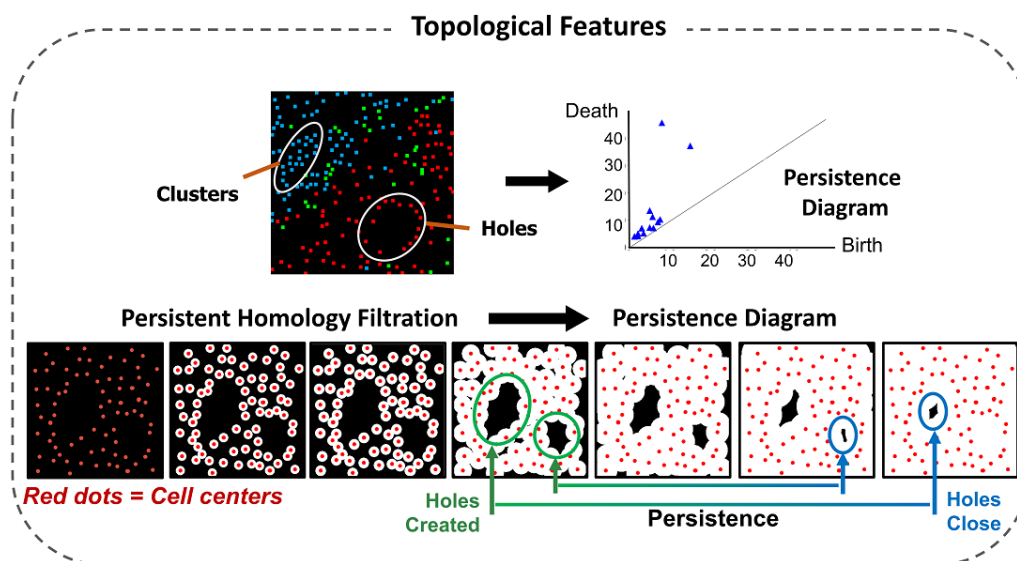 Topological Features
Clusters
Holes
Death
40
30
20
10
0
10
20
30
40
Birth
Persistence
Diagram
Persistent Homology Filtration
Persistence Diagram
Red dots = Cell centers
Holes
Created
Persistence
Holes
Close